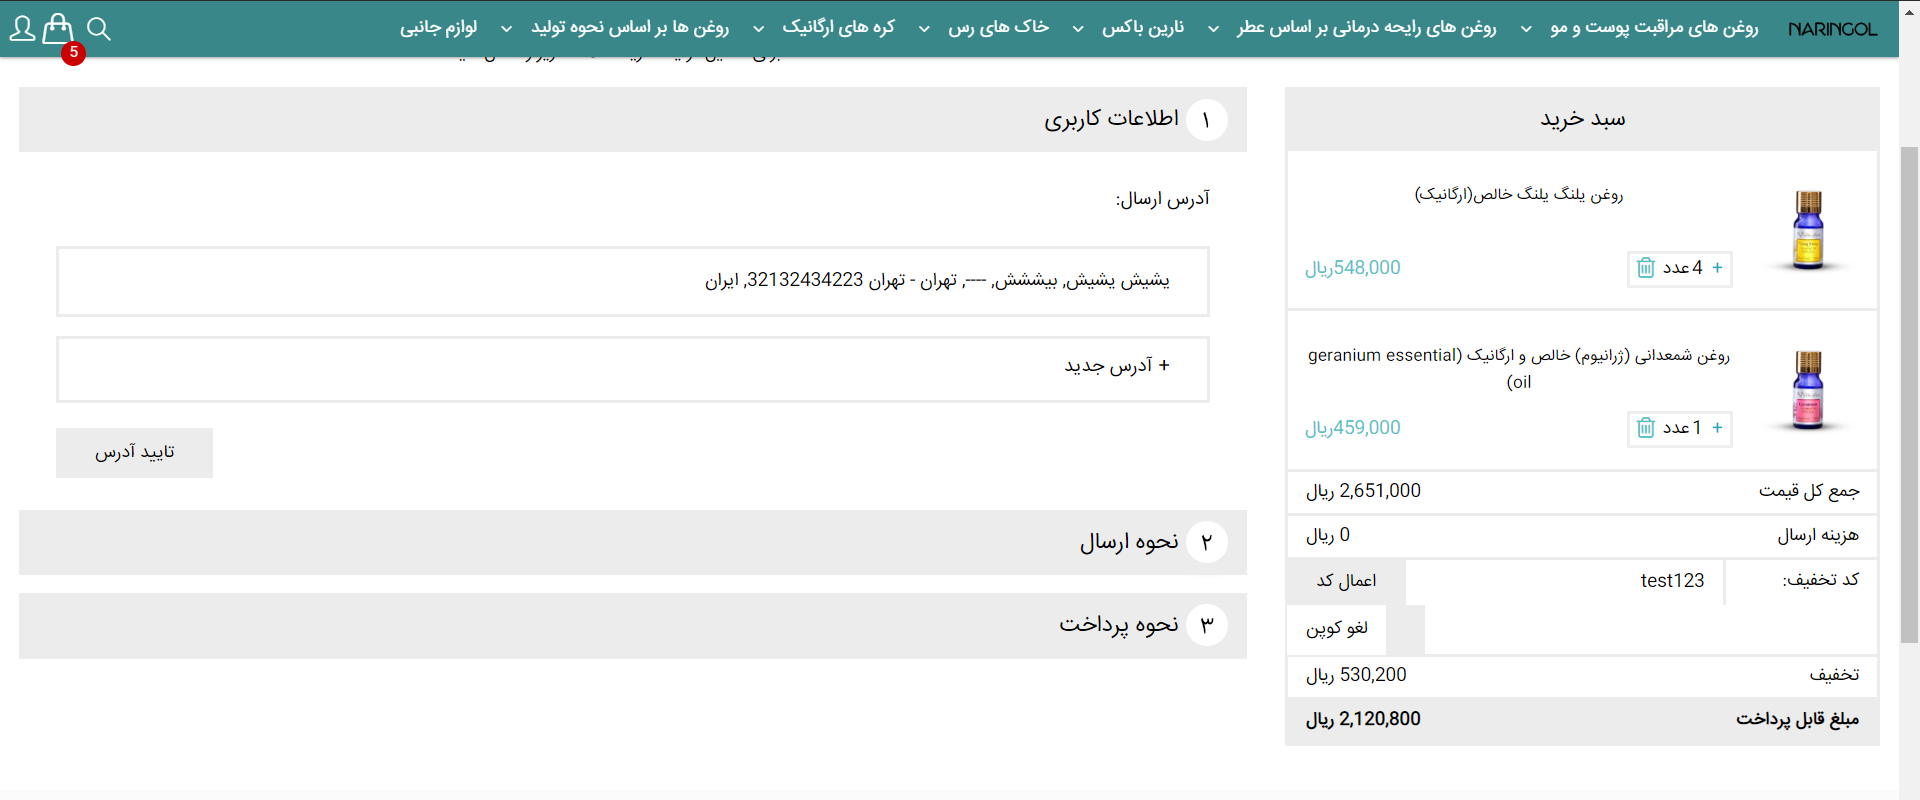 NARINGOL
روغن های مراقبت پوست و مو
روغن های رایحه درمانی بر اساس عطر
نارین باکس
خاک های رس
کره های ارگانیک
روغن ها بر اساس نحوه تولید
لوازم جانبی
5
سبد خرید
روغن یلنگ یلنگ خالص(ارگانیک)
+ 4 عدد
548,000ریال
روغن شمعدانی (ژرانیوم) خالص و ارگانیک (geranium essential
oil)
+ 1 عدد
459,000ریال
جمع کل قیمت 2,651,000 ریال
هزینه ارسال 0 ریال
کد تخفیف: test123 اعمال کد
لغو کوپن
تخفیف 530,200 ریال
مبلغ قابل پرداخت 2,120,800 ریال
۱ اطلاعات کاربری
آدرس ارسال:
یشیش یشیش, بیششش, ----, تهران - تهران 32132434223, ایران
+ آدرس جدید
تایید آدرس
۲ نحوه ارسال
۳ نحوه پرداخت